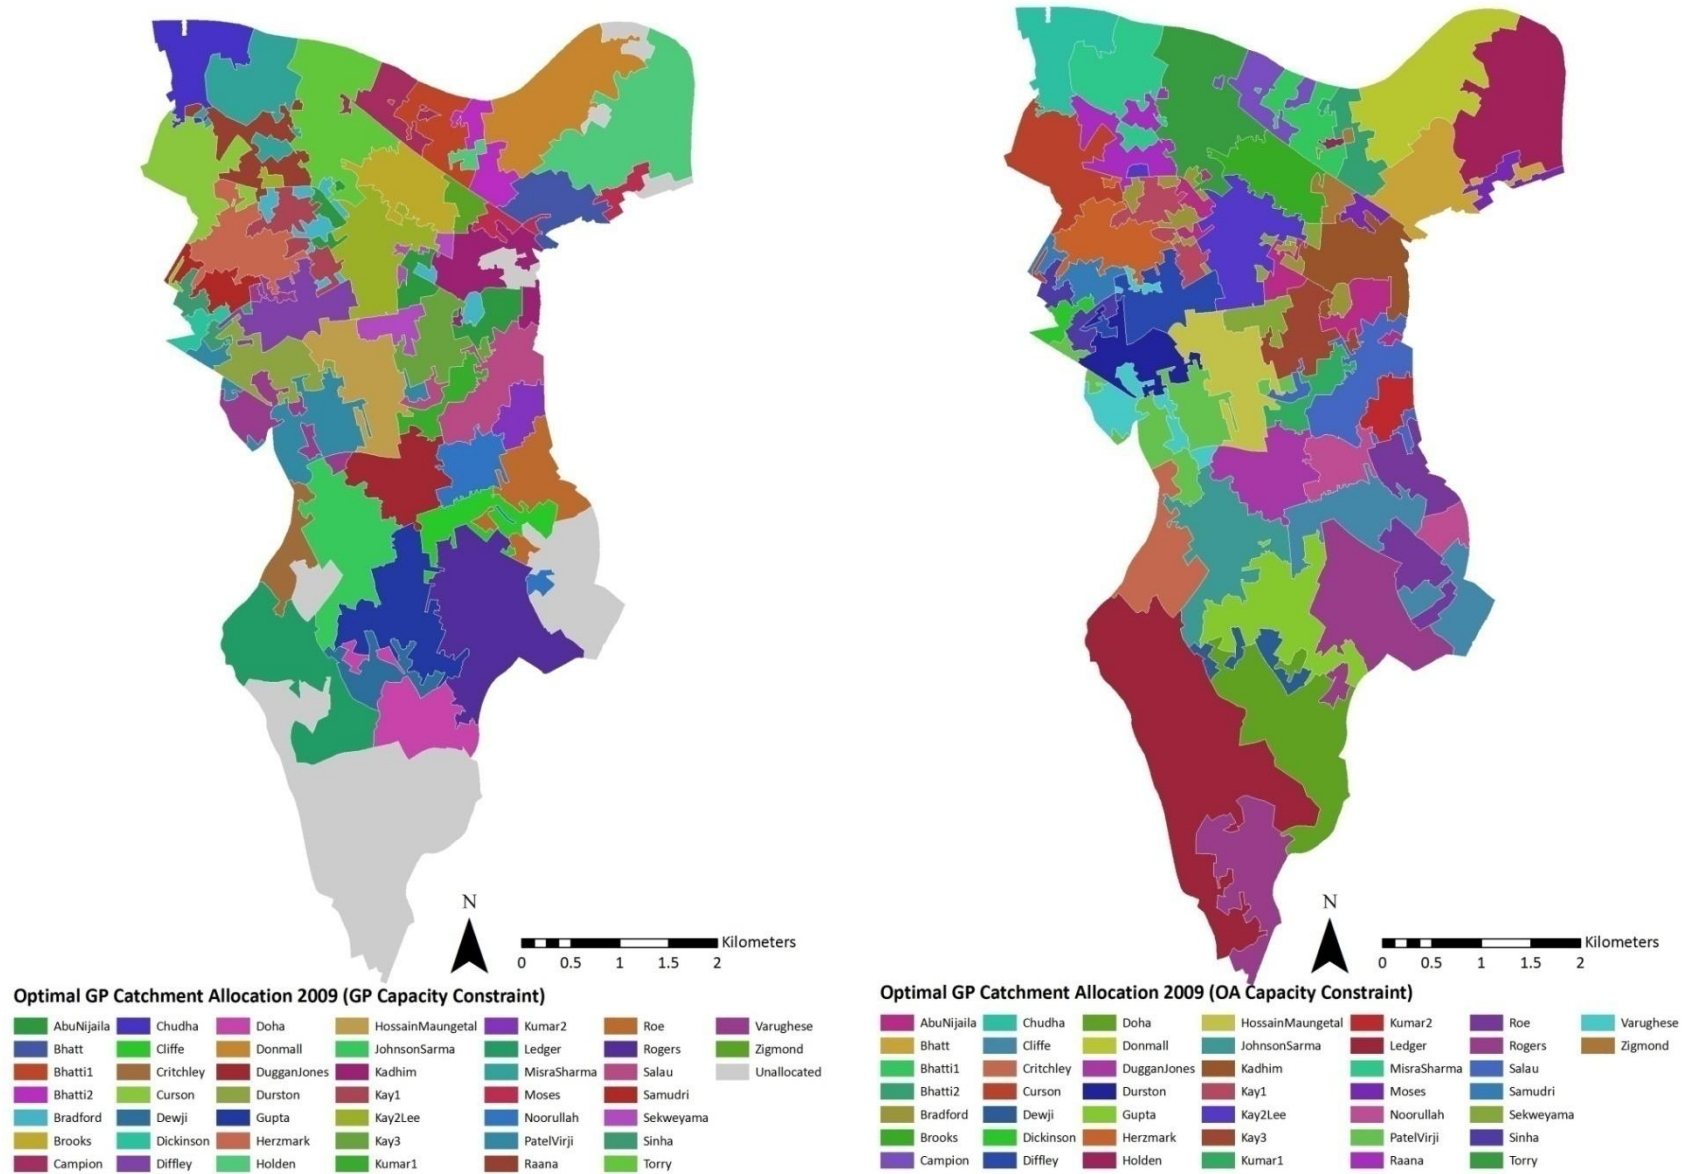 N
Kilometers
0 0.5 1 2
Optimal GP Catchment Allocation 2009 (GP Capacity Constraint)
AbuNijaila Chudha Doha HossainMaungetal Kumar2 Roe Varughese
Bhatt Cliffe Donmall JohnsonSarma Ledger Rogers Zigmond
Bhatti1 Critchley DugganJones Kadhim MisraSharma Salau Unallocated
Bhatti2 Curson Durston Kay1 Moses Samudri
Bradford Dewji Gupta Kay2Lee Noorullah Sekweyama
Brooks Dickinson Herzmark Kay3 PatelVirji Sinha
Campion Diffley Holden Kumar1 Raana Torry
N
Kilometers
0 0.5 1 2
Optimal GP Catchment Allocation 2009 (OA Capacity Constraint)
AbuNijaila Chudha Doha HossainMaungetal Kumar2 Roe Varughese
Bhatt Cliffe Donmall JohnsonSarma Ledger Rogers Zigmond
Bhatti1 Critchley DugganJones Kadhim MisraSharma Salau
Bhatti2 Curson Durston Kay1 Moses Samudri
Bradford Dewji Gupta Kay2Lee Noorullah Sekweyama
Brooks Dickinson Herzmark Kay3 PatelVirji Sinha
Campion Diffley Holden Kumar1 Raana Torry